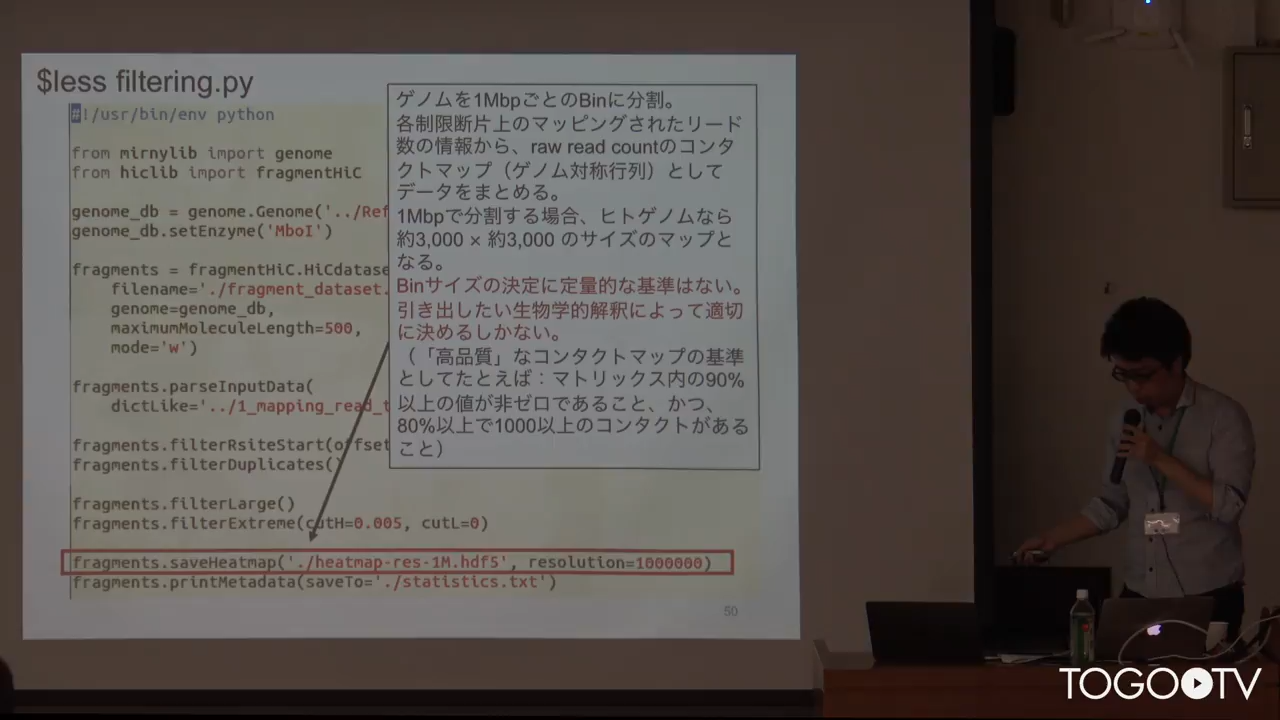 $less filtering.py
#!/usr/bin/env python
from mirnylib import genome
from hiclib import fragmentHiC
genome_db = genome.Genome('../Ref
genome_db.setEnzyme('MboI')
fragments = fragmentHiC.HiCdatase
filename='./fragment_dataset.
genome=genome_db,
maximumMoleculeLength=500,
mode='w')
fragments.parseInputData(
dictLike='../1_mapping_read_t
fragments.filterRsiteStart(offset
fragments.filterDuplicates()
fragments.filterLarge()
fragments.filterExtreme(cutH=0.005, cutL=0)
fragments.saveHeatmap('./heatmap-res-1M.hdf5', resolution=1000000)
fragments.printMetadata(saveTo='./statistics.txt')
ゲノムを1MbpごとのBinに分割。
各制限断片上のマッピングされたリード
数の情報から、raw read countのコンタ
クトマップ（ゲノム対称行列）として
データをまとめる。
1Mbpで分割する場合、ヒトゲノムなら
約3,000 × 約3,000 のサイズのマップと
なる。
Binサイズの決定に定量的な基準はない。
引き出したい生物学的解釈によって適切
に決めるしかない。
（「高品質」なコンタクトマップの基準
としてたとえば：マトリックス内の90%
以上の値が非ゼロであること、かつ、
80%以上で1000以上のコンタクトがある
こと）
50
TOGOTV